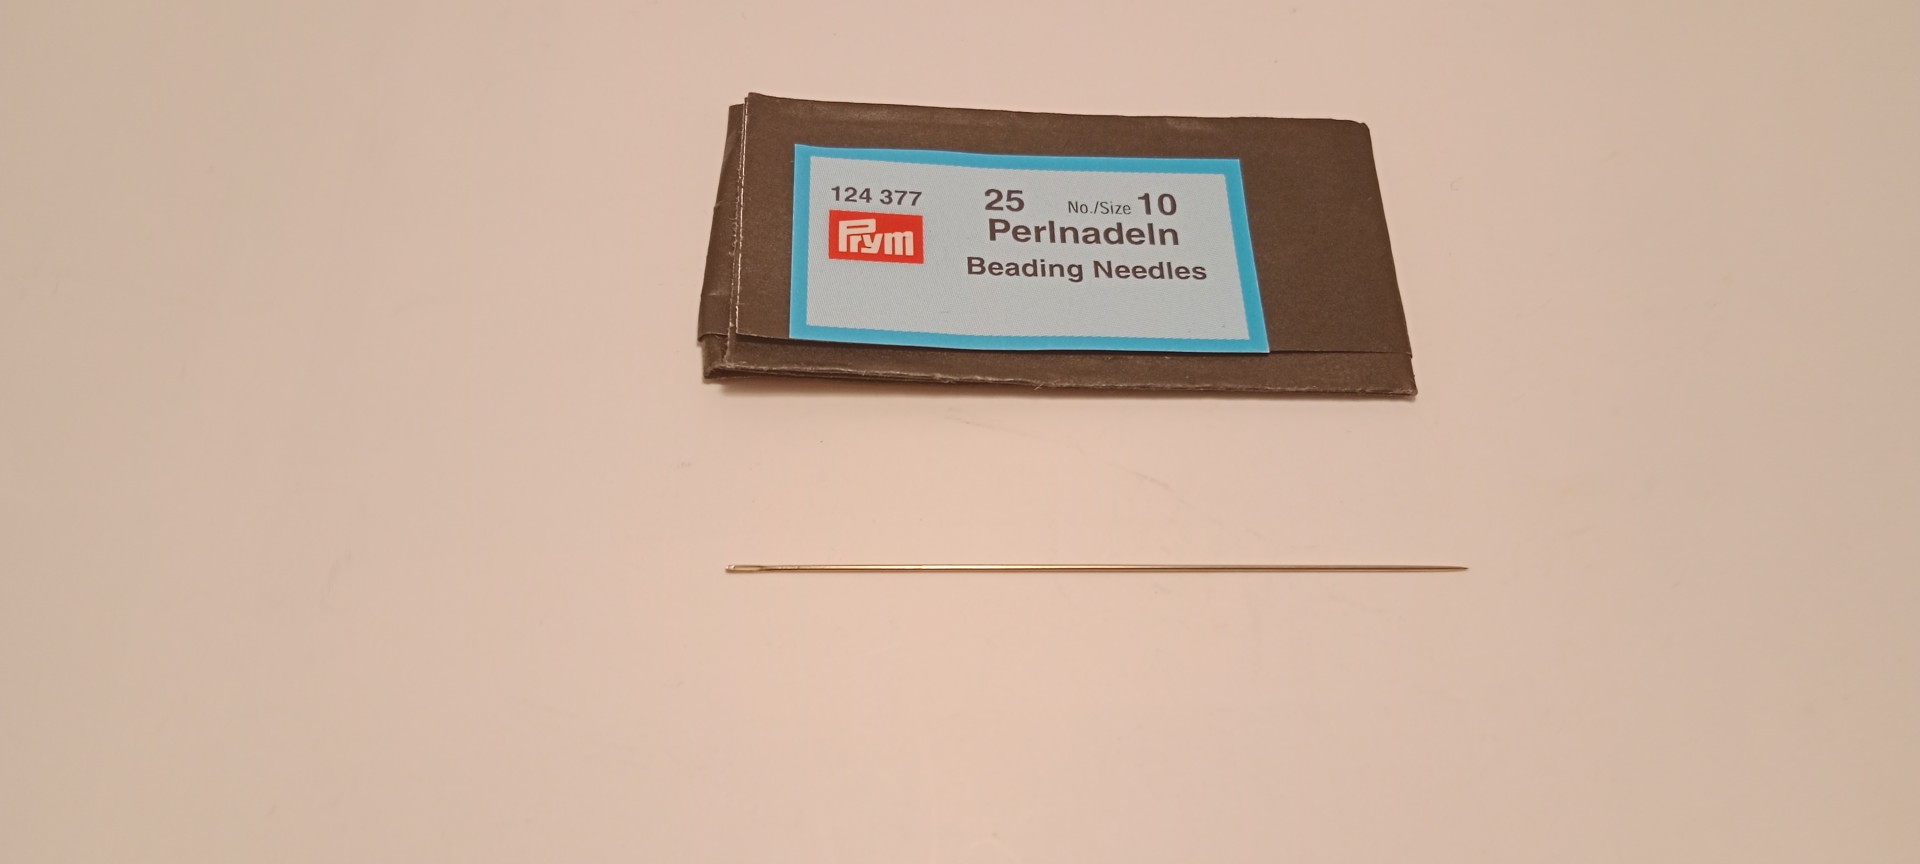 124 377
Prym
25 No./Size 10
Perlnadeln
Beading Needles